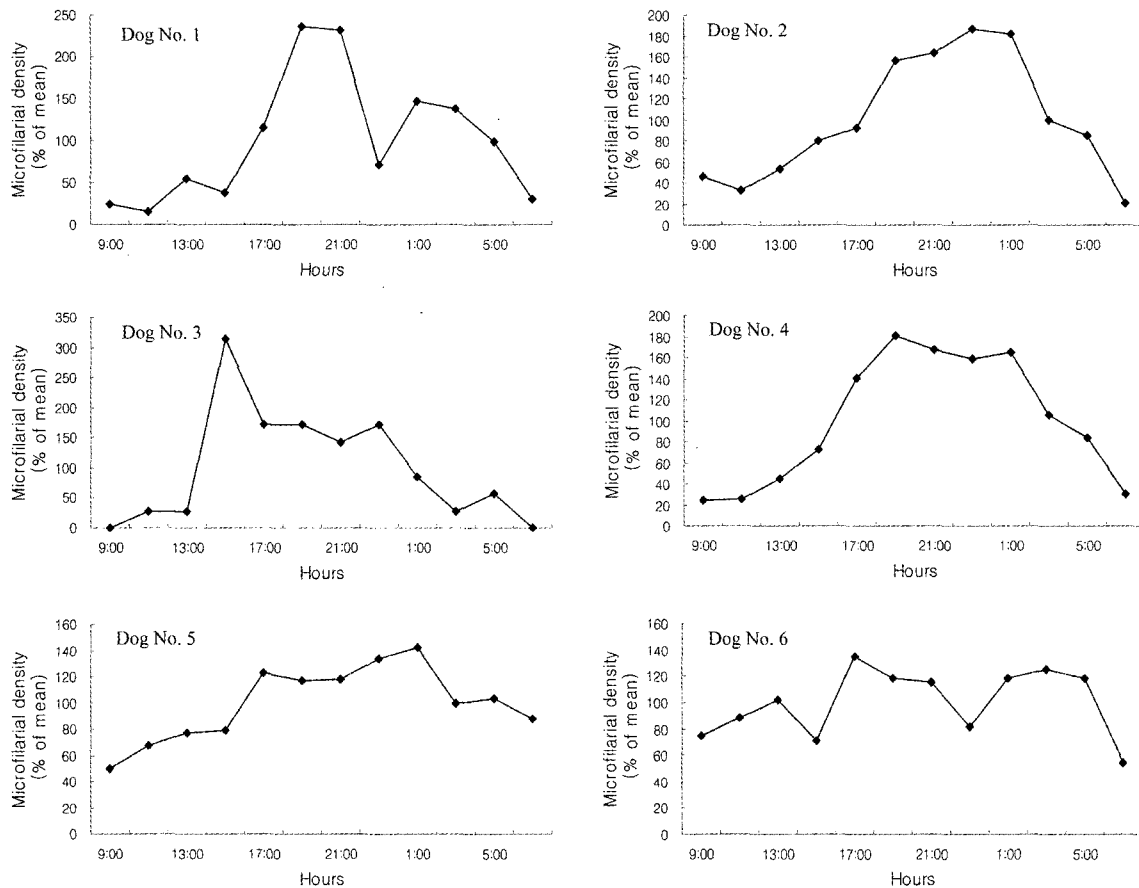 Dog No. 1
Microfilarial density
(% of mean)
250
200
150
100
50
0
9:00 13:00 17:00 21:00 1:00 5:00
Hours
Dog No. 2
Microfilarial density
(% of mean)
200
180
160
140
120
100
80
60
40
20
0
9:00 13:00 17:00 21:00 1:00 5:00
Hours
Dog No. 3
Microfilarial density
(% of mean)
350
300
250
200
150
100
50
0
9:00 13:00 17:00 21:00 1:00 5:00
Hours
Dog No. 4
Microfilarial density
(% of mean)
200
180
160
140
120
100
80
60
40
20
0
9:00 13:00 17:00 21:00 1:00 5:00
Hours
Dog No. 5
Microfilarial density
(% of mean)
160
140
120
100
80
60
40
20
0
9:00 13:00 17:00 21:00 1:00 5:00
Hours
Dog No. 6
Microfilarial density
(% of mean)
160
140
120
100
80
60
40
20
0
9:00 13:00 17:00 21:00 1:00 5:00
Hours